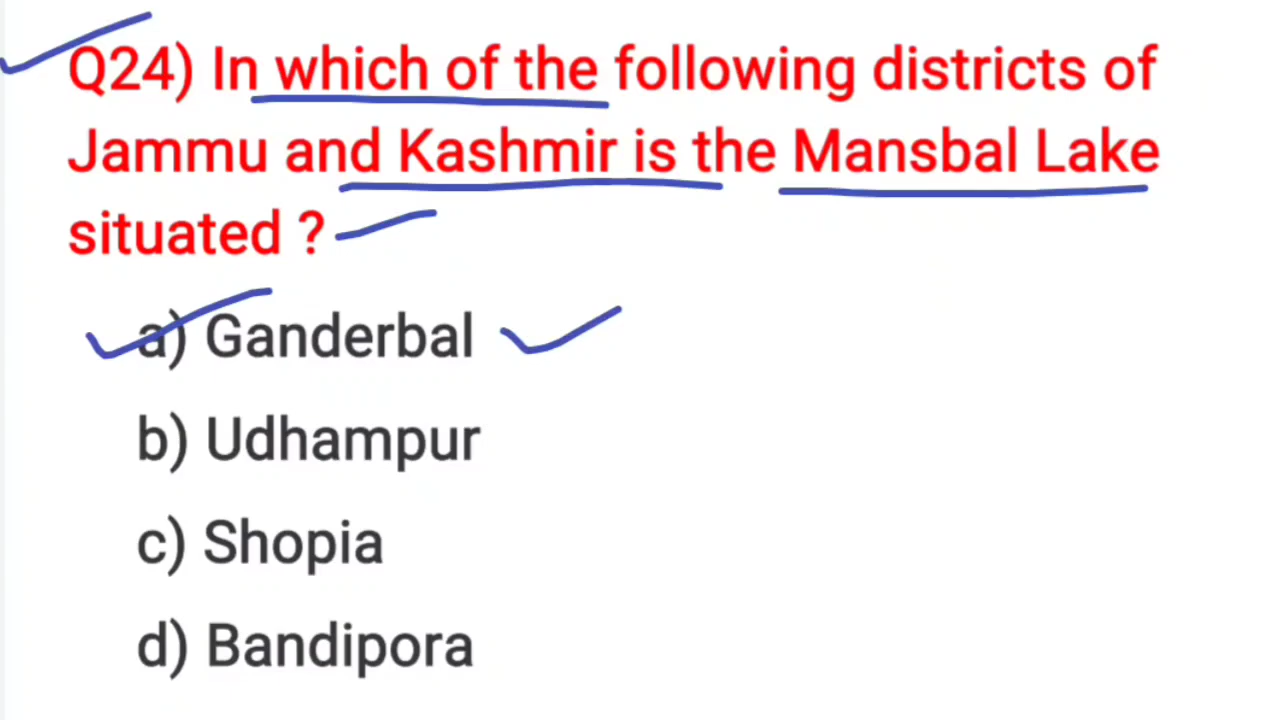 Q24) In which of the following districts of
Jammu and Kashmir is the Mansbal Lake
situated ?
a) Ganderbal
b) Udhampur
c) Shopia
d) Bandipora